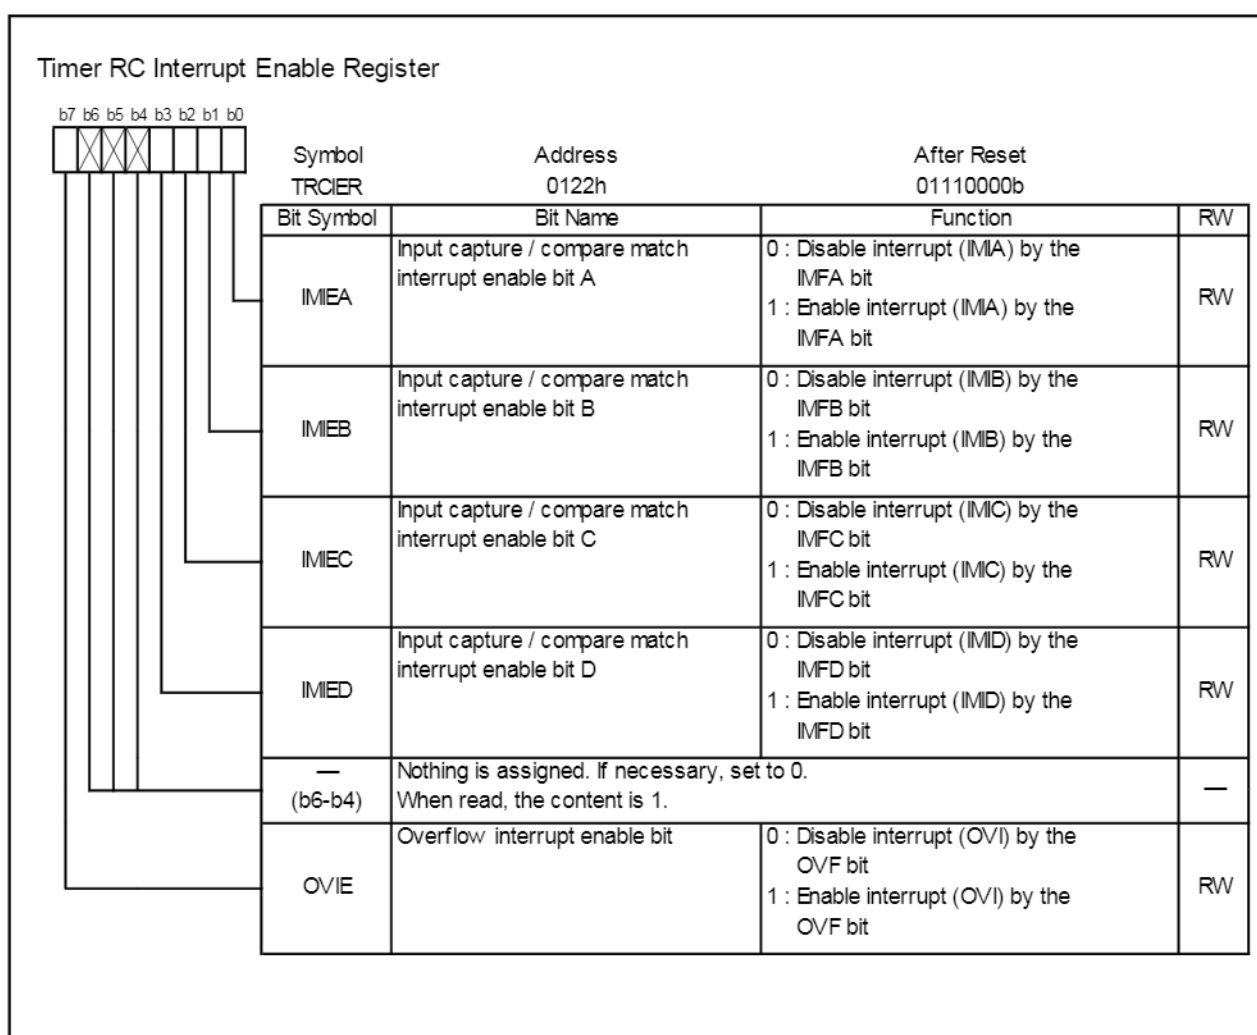 Timer RC Interrupt Enable Register
b7 b6 b5 b4 b3 b2 b1 b0
Symbol Address After Reset
TRCIER 0122h 01110000b
Bit Symbol Bit Name Function RW
IMIEA
Input capture / compare match
interrupt enable bit A
0 : Disable interrupt (IMIA) by the
IMFA bit
1 : Enable interrupt (IMIA) by the
IMFA bit
RW
IMIEB
Input capture / compare match
interrupt enable bit B
0 : Disable interrupt (IMIB) by the
IMFB bit
1 : Enable interrupt (IMIB) by the
IMFB bit
RW
IMIEC
Input capture / compare match
interrupt enable bit C
0 : Disable interrupt (IMIC) by the
IMFC bit
1 : Enable interrupt (IMIC) by the
IMFC bit
RW
IMIED
Input capture / compare match
interrupt enable bit D
0 : Disable interrupt (IMID) by the
IMFD bit
1 : Enable interrupt (IMID) by the
IMFD bit
RW
—
(b6-b4)
Nothing is assigned. If necessary, set to 0.
When read, the content is 1.
—
OVIE
Overflow interrupt enable bit
0 : Disable interrupt (OVI) by the
OVF bit
1 : Enable interrupt (OVI) by the
OVF bit
RW